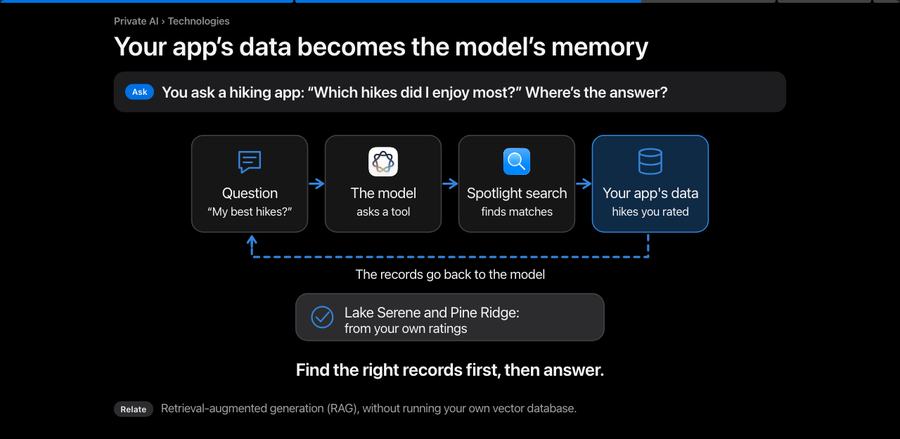 Private AI › Technologies
Your app’s data becomes the model’s memory
Ask You ask a hiking app: “Which hikes did I enjoy most?” Where’s the answer?
Question
“My best hikes?”
The model
asks a tool
Spotlight search
finds matches
Your app's data
hikes you rated
The records go back to the model
Lake Serene and Pine Ridge:
from your own ratings
Find the right records first, then answer.
Relate Retrieval-augmented generation (RAG), without running your own vector database.